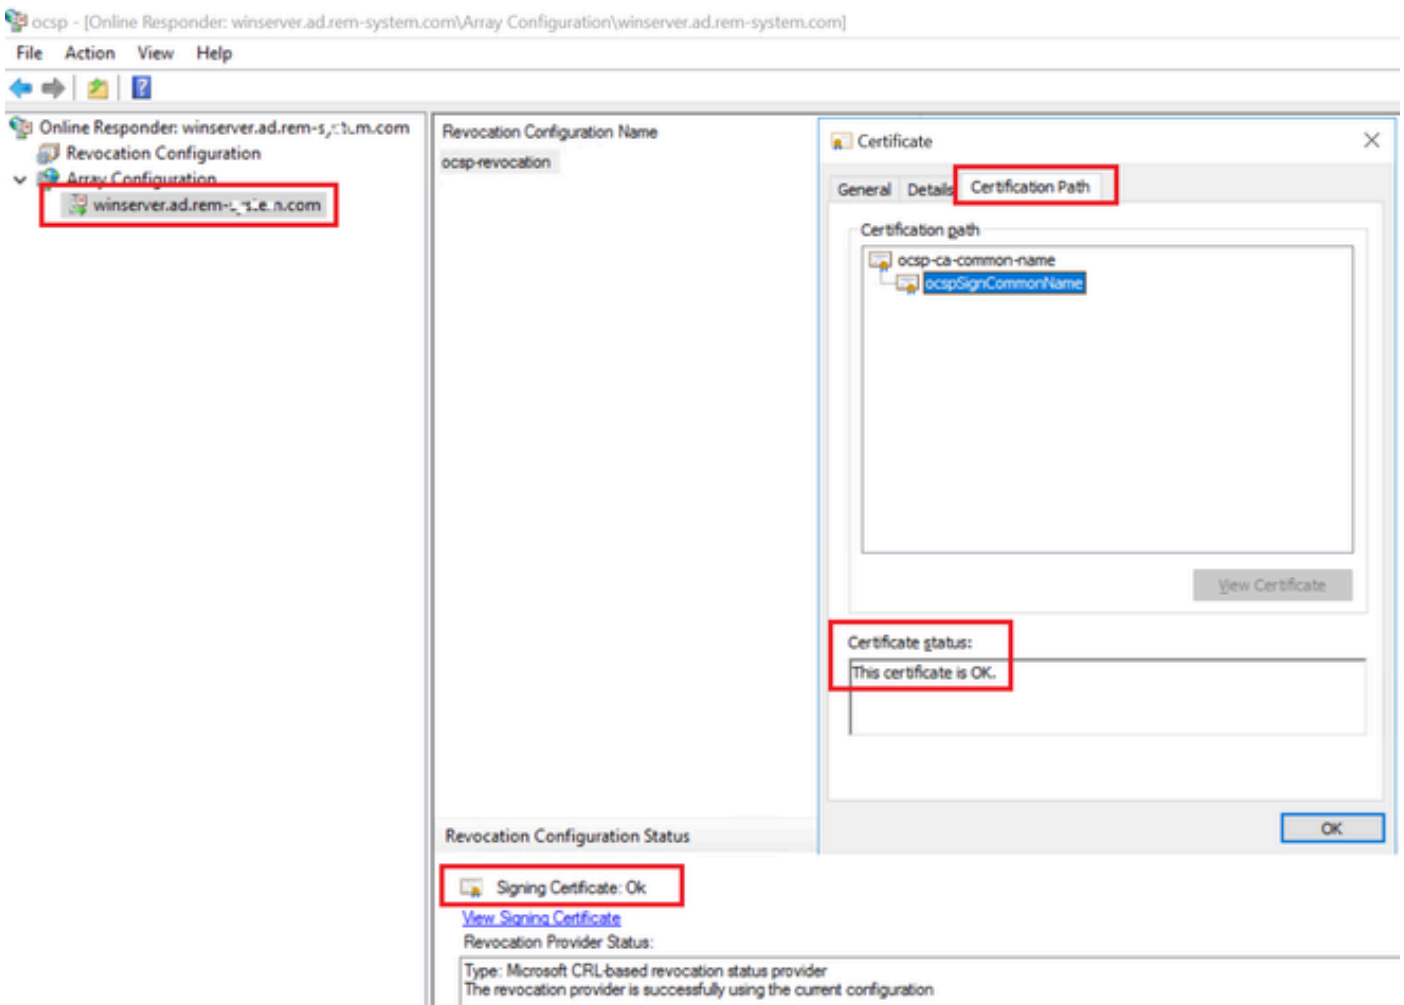 ocsp - [Online Responder: winserver.ad.rem-system.com\Array Configuration\winserver.ad.rem-system.com]
File Action View Help
Online Responder: winserver.ad.rem-system.com
Revocation Configuration
Array Configuration
winserver.ad.rem-system.com
Revocation Configuration Name
ocsp-revocation
Certificate
General Details Certification Path
Certification path
ocsp-ca-common-name
ocspSignCommonName
View Certificate
Certificate status:
This certificate is OK.
OK
Revocation Configuration Status
Signing Certificate: Ok
View Signing Certificate
Revocation Provider Status:
Type: Microsoft CRL-based revocation status provider
The revocation provider is successfully using the current configuration